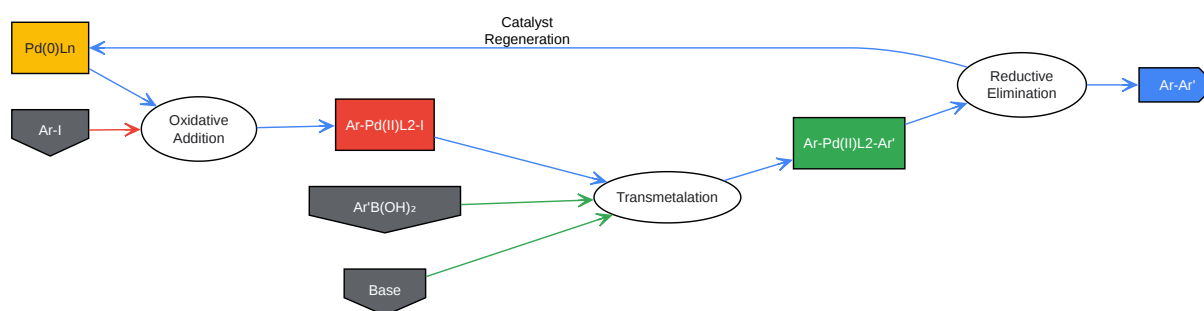 Catalyst
Regeneration
Pd(0)Ln
Reductive
Elimination
Ar-Ar'
Oxidative
Addition
Ar-I
Ar-Pd(II)L2-I
Ar-Pd(II)L2-Ar'
Transmetalation
Ar'B(OH)₂
Base